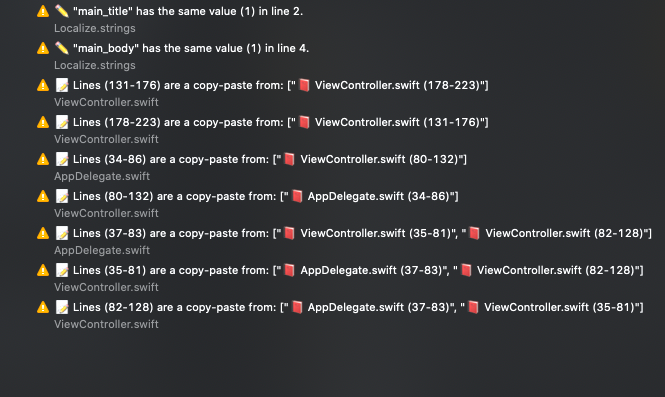 "main_title" has the same value (1) in line 2.
Localize.strings
"main_body" has the same value (1) in line 4.
Localize.strings
Lines (131-176) are a copy-paste from: ["📕 ViewController.swift (178-223)"]
ViewController.swift
Lines (178-223) are a copy-paste from: ["📕 ViewController.swift (131-176)"]
ViewController.swift
Lines (34-86) are a copy-paste from: ["📕 ViewController.swift (80-132)"]
AppDelegate.swift
Lines (80-132) are a copy-paste from: ["📕 AppDelegate.swift (34-86)"]
ViewController.swift
Lines (37-83) are a copy-paste from: ["📕 ViewController.swift (35-81)", "📕 ViewController.swift (82-128)"]
AppDelegate.swift
Lines (35-81) are a copy-paste from: ["📕 AppDelegate.swift (37-83)", "📕 ViewController.swift (82-128)"]
ViewController.swift
Lines (82-128) are a copy-paste from: ["📕 AppDelegate.swift (37-83)", "📕 ViewController.swift (35-81)"]
ViewController.swift